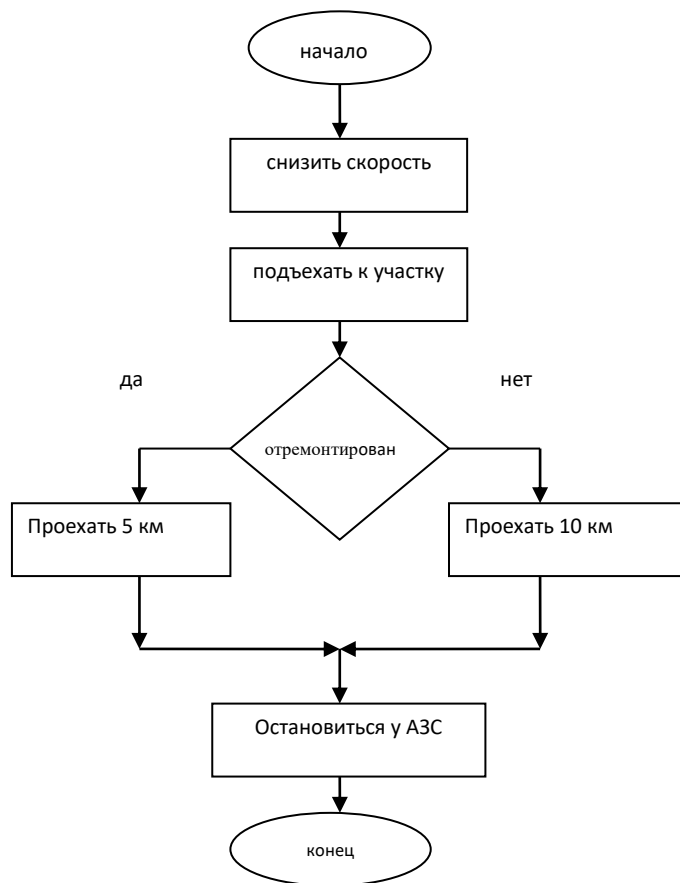 начало
снизить скорость
подъехать к участку
да
нет
отремонтирован
Проехать 5 км
Проехать 10 км
Остановиться у АЗС
конец